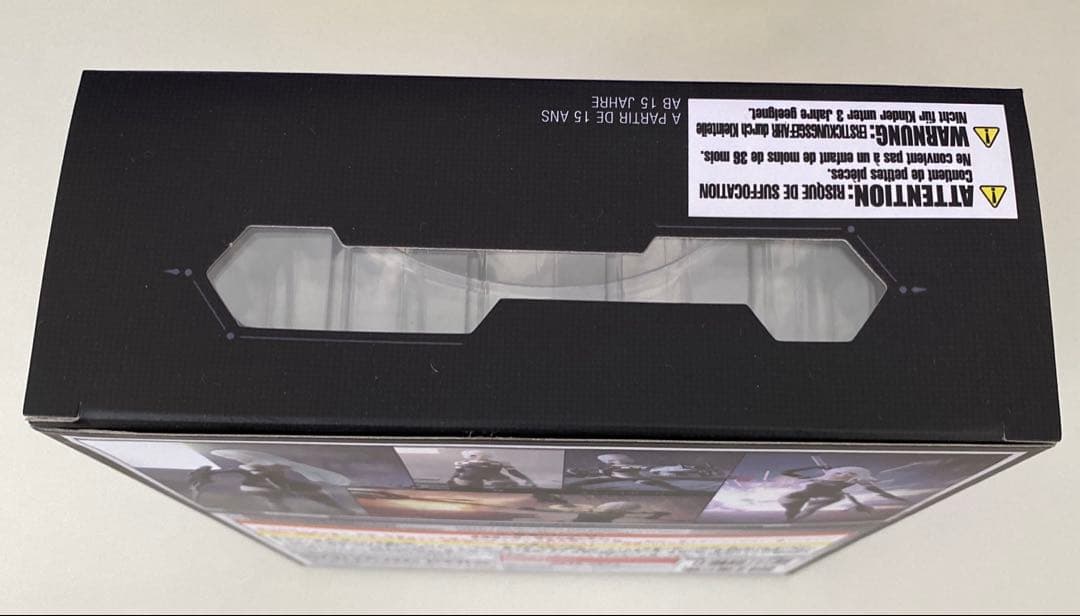 ATTENTION: RISQUE DE SUFFOCATION
Contient de petites pièces.
Ne convient pas à un enfant de moins de 36 mois.
WARNUNG: ERSTICKUNGSGEFAHR durch Kleinteile
Nicht für Kinder unter 3 Jahre geeignet.
A PARTIR DE 15 ANS
AB 15 JAHRE